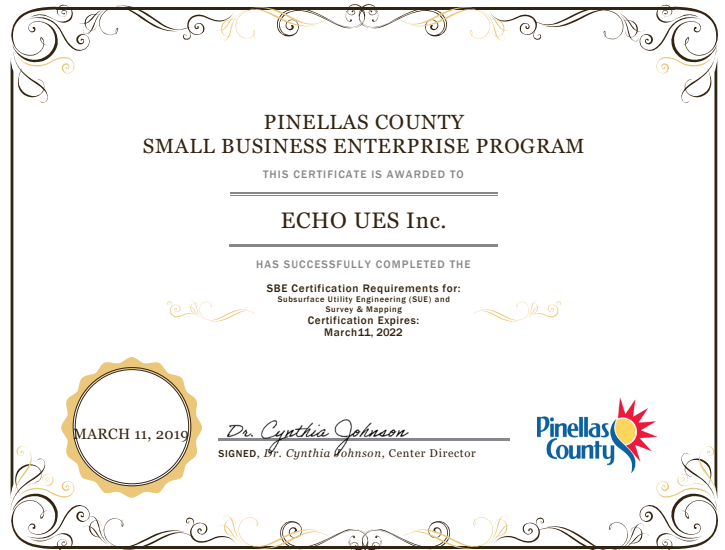 PINELLAS COUNTY
SMALL BUSINESS ENTERPRISE PROGRAM
THIS CERTIFICATE IS AWARDED TO
ECHO UES Inc.
HAS SUCCESSFULLY COMPLETED THE
SBE Certification Requirements for:
Subsurface Utility Engineering (SUE) and
Survey & Mapping
Certification Expires:
March11, 2022
MARCH 11, 2019
Dr. Cynthia Johnson
SIGNED, Dr. Cynthia Johnson, Center Director
Pinellas
County